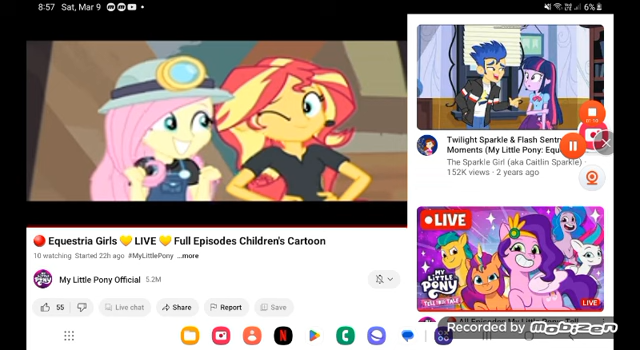 8:57 Sat, Mar 9
6%
Equestria Girls 💛 LIVE 💛 Full Episodes Children's Cartoon
10 watching Started 22h ago #MyLittlePony ...more
My Little Pony Official 5.2M
55
Live chat
Share
Report
Save
Twilight Sparkle & Flash
Moments (My Little Pony:
The Sparkle Girl (aka Caitlin Sparkle)
152K views · 2 years ago
LIVE
MY LITTLE PONY
TELL YOUR TALE
LIVE
Recorded by mobizen